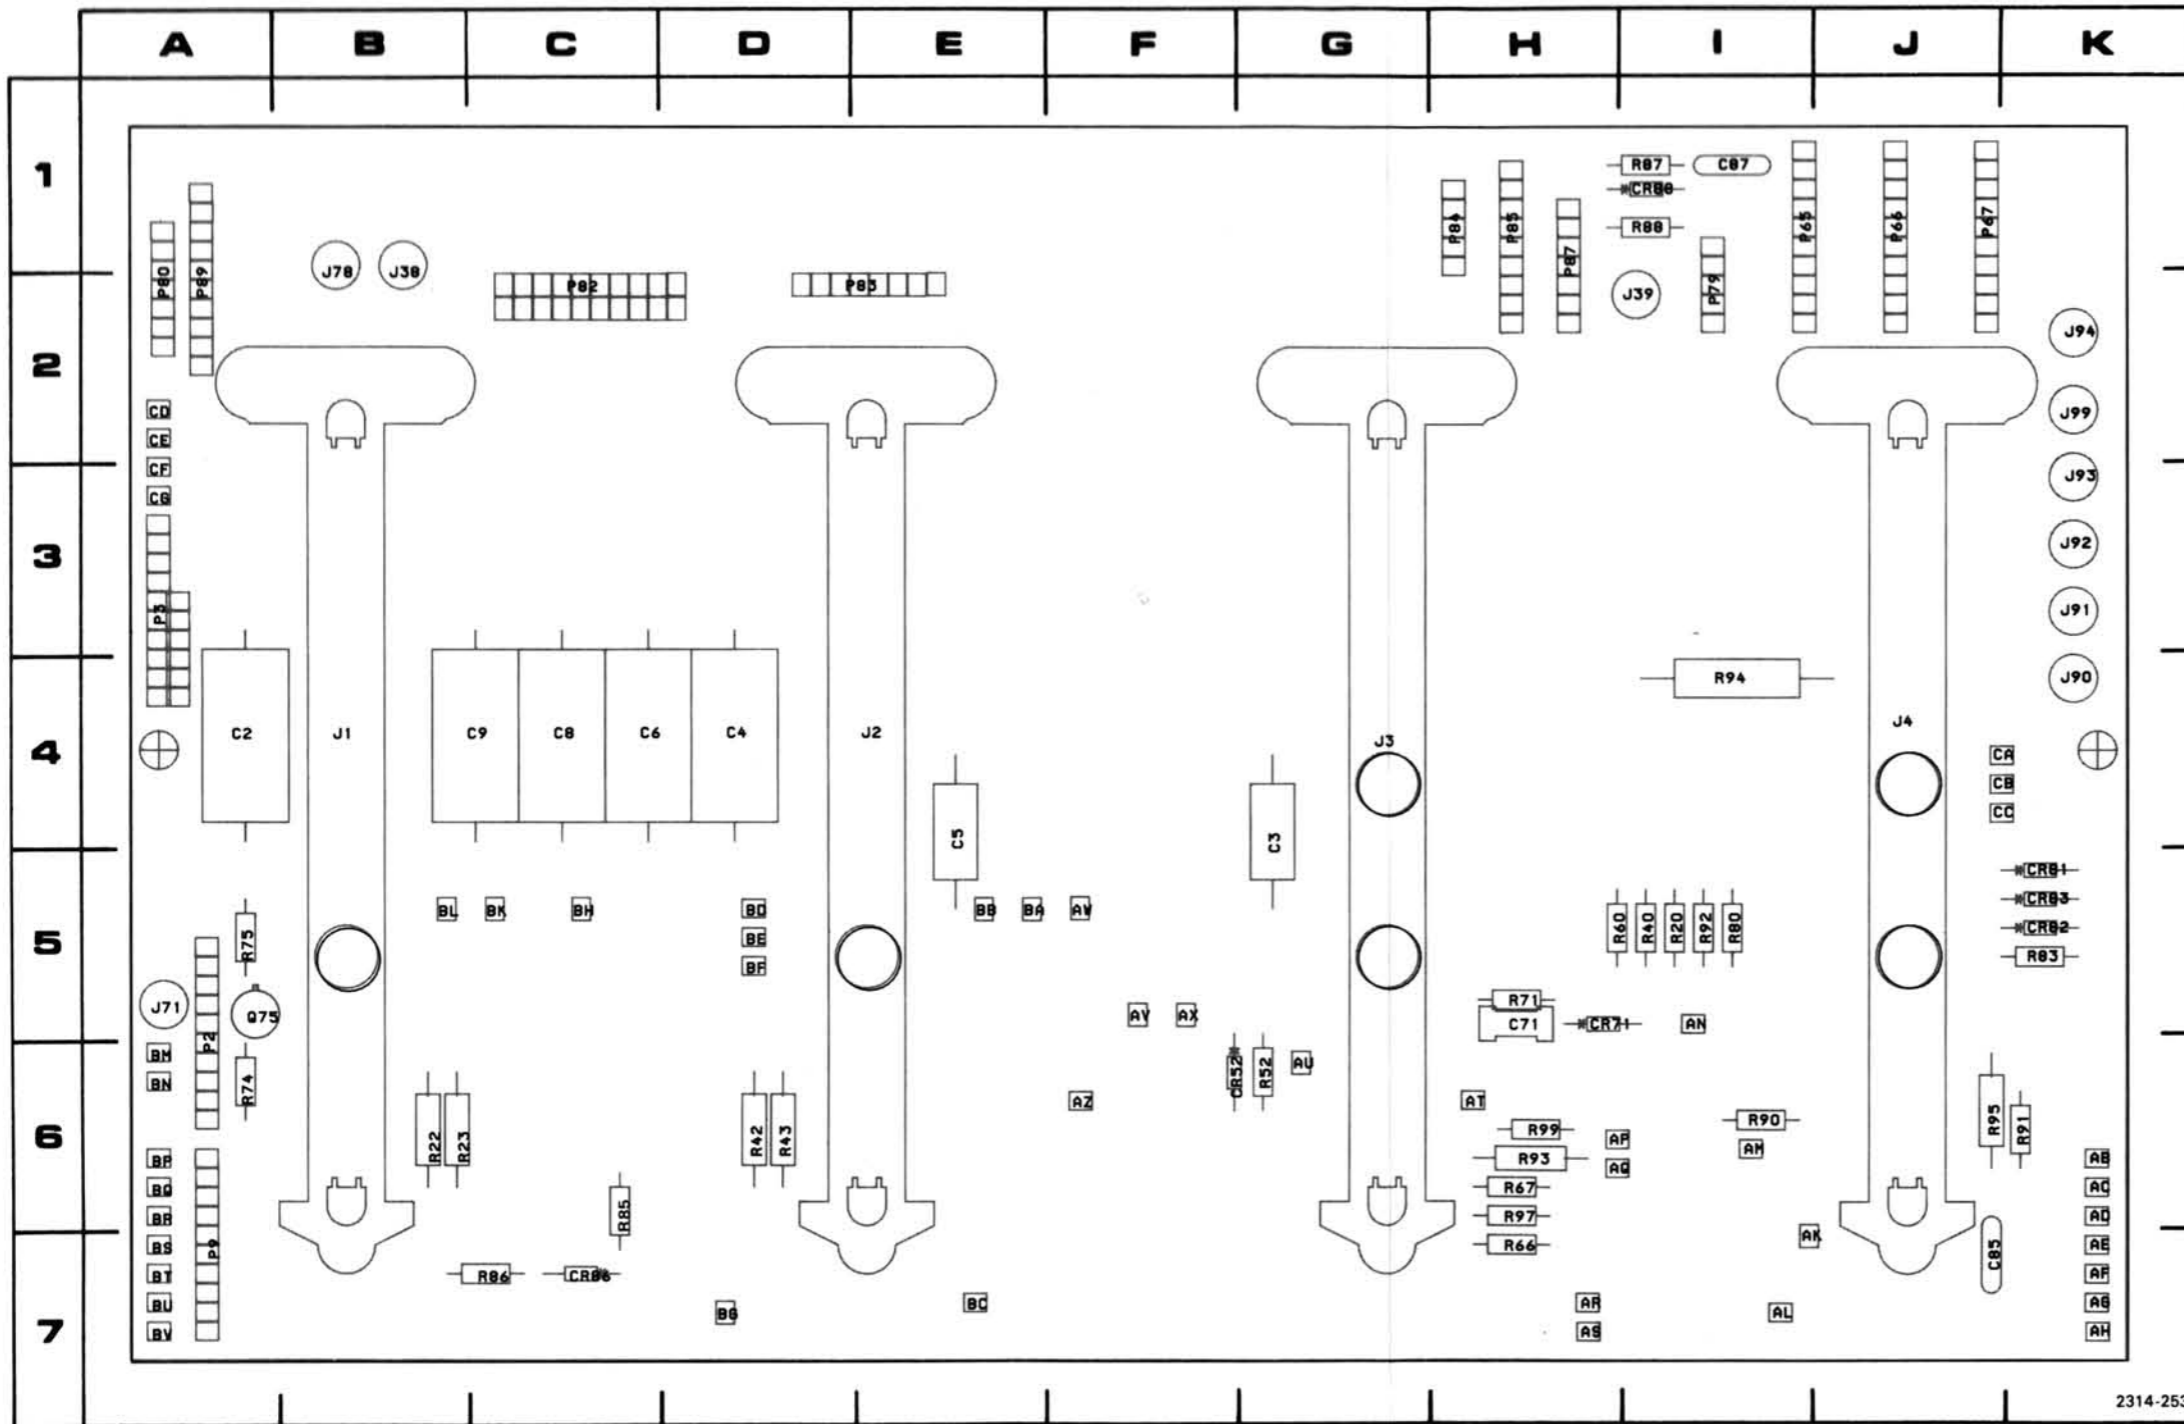 A B C D E F G H I J K
1
R87 C87
CR88
P84 P85 P87 R88 P65 P66 P67
P80 P89 J78 J38
P82 P83 J39 P79
J94
2
CD J99
CE
CF J93
CG
3 J92
P3 J91
R94 J90
C2 J1 C9 C8 C6 C4 J2 J3 J4
4 CA
CB
CC
C5 C3
CR81
CR83
BL BK BH BD BB BA AW
R75 R60 R40 R20 R92 R80 CR82
5 BE R83
BF
J71 Q75 R71
AY AX C71 CR71 AN
P2
BM AU
BN R74 CR52 R52
AZ AT
6 R22 R23 R42 R43 R99 AP R90 R95 R91
BP R93 AQ AM AB
BQ R67 AC
BR R85 R97 AD
BS P9 R66 AK C85 AE
BT R86 CR86 AF
BU BG BC AR AL AG
7 BV AS AH
2314-253